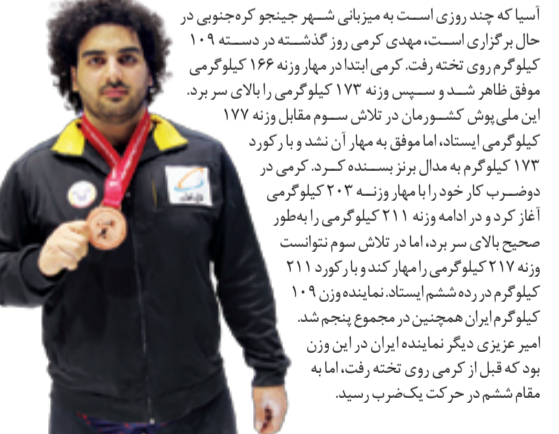 آسیا که چند روزی است به میزبانی شهر جینجو کره‌جنوبی در
حال برگزاری است، مهدی کرمی روز گذشته در دسته ۱۰۹
کیلوگرم روی تخته رفت. کرمی ابتدا در مهار وزنه ۱۶۶ کیلوگرمی
موفق ظاهر شد و سپس وزنه ۱۷۳ کیلوگرمی را بالای سر برد.
این ملی‌پوش کشورمان در تلاش سوم مقابل وزنه ۱۷۷
کیلوگرمی ایستاد، اما موفق به مهار آن نشد و با رکورد
۱۷۳ کیلوگرم به مدال برنز بسنده کرد. کرمی در
دوضرب کار خود را با مهار وزنه ۲۰۳ کیلوگرمی
آغاز کرد و در ادامه وزنه ۲۱۱ کیلوگرمی را به‌طور
صحیح بالای سر برد، اما در تلاش سوم نتوانست
وزنه ۲۱۷ کیلوگرمی را مهار کند و با رکورد ۲۱۱
کیلوگرم در رده ششم ایستاد. نماینده وزن ۱۰۹
کیلوگرم ایران همچنین در مجموع پنجم شد.
امیر عزیزی دیگر نماینده ایران در این وزن
بود که قبل از کرمی روی تخته رفت، اما به
مقام ششم در حرکت یک‌ضرب رسید.